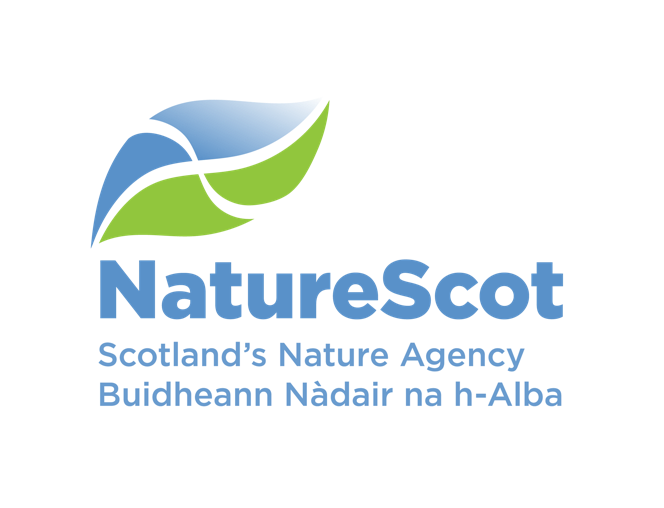 NatureScot
Scotland’s Nature Agency
Buidheann Nàdair na h-Alba